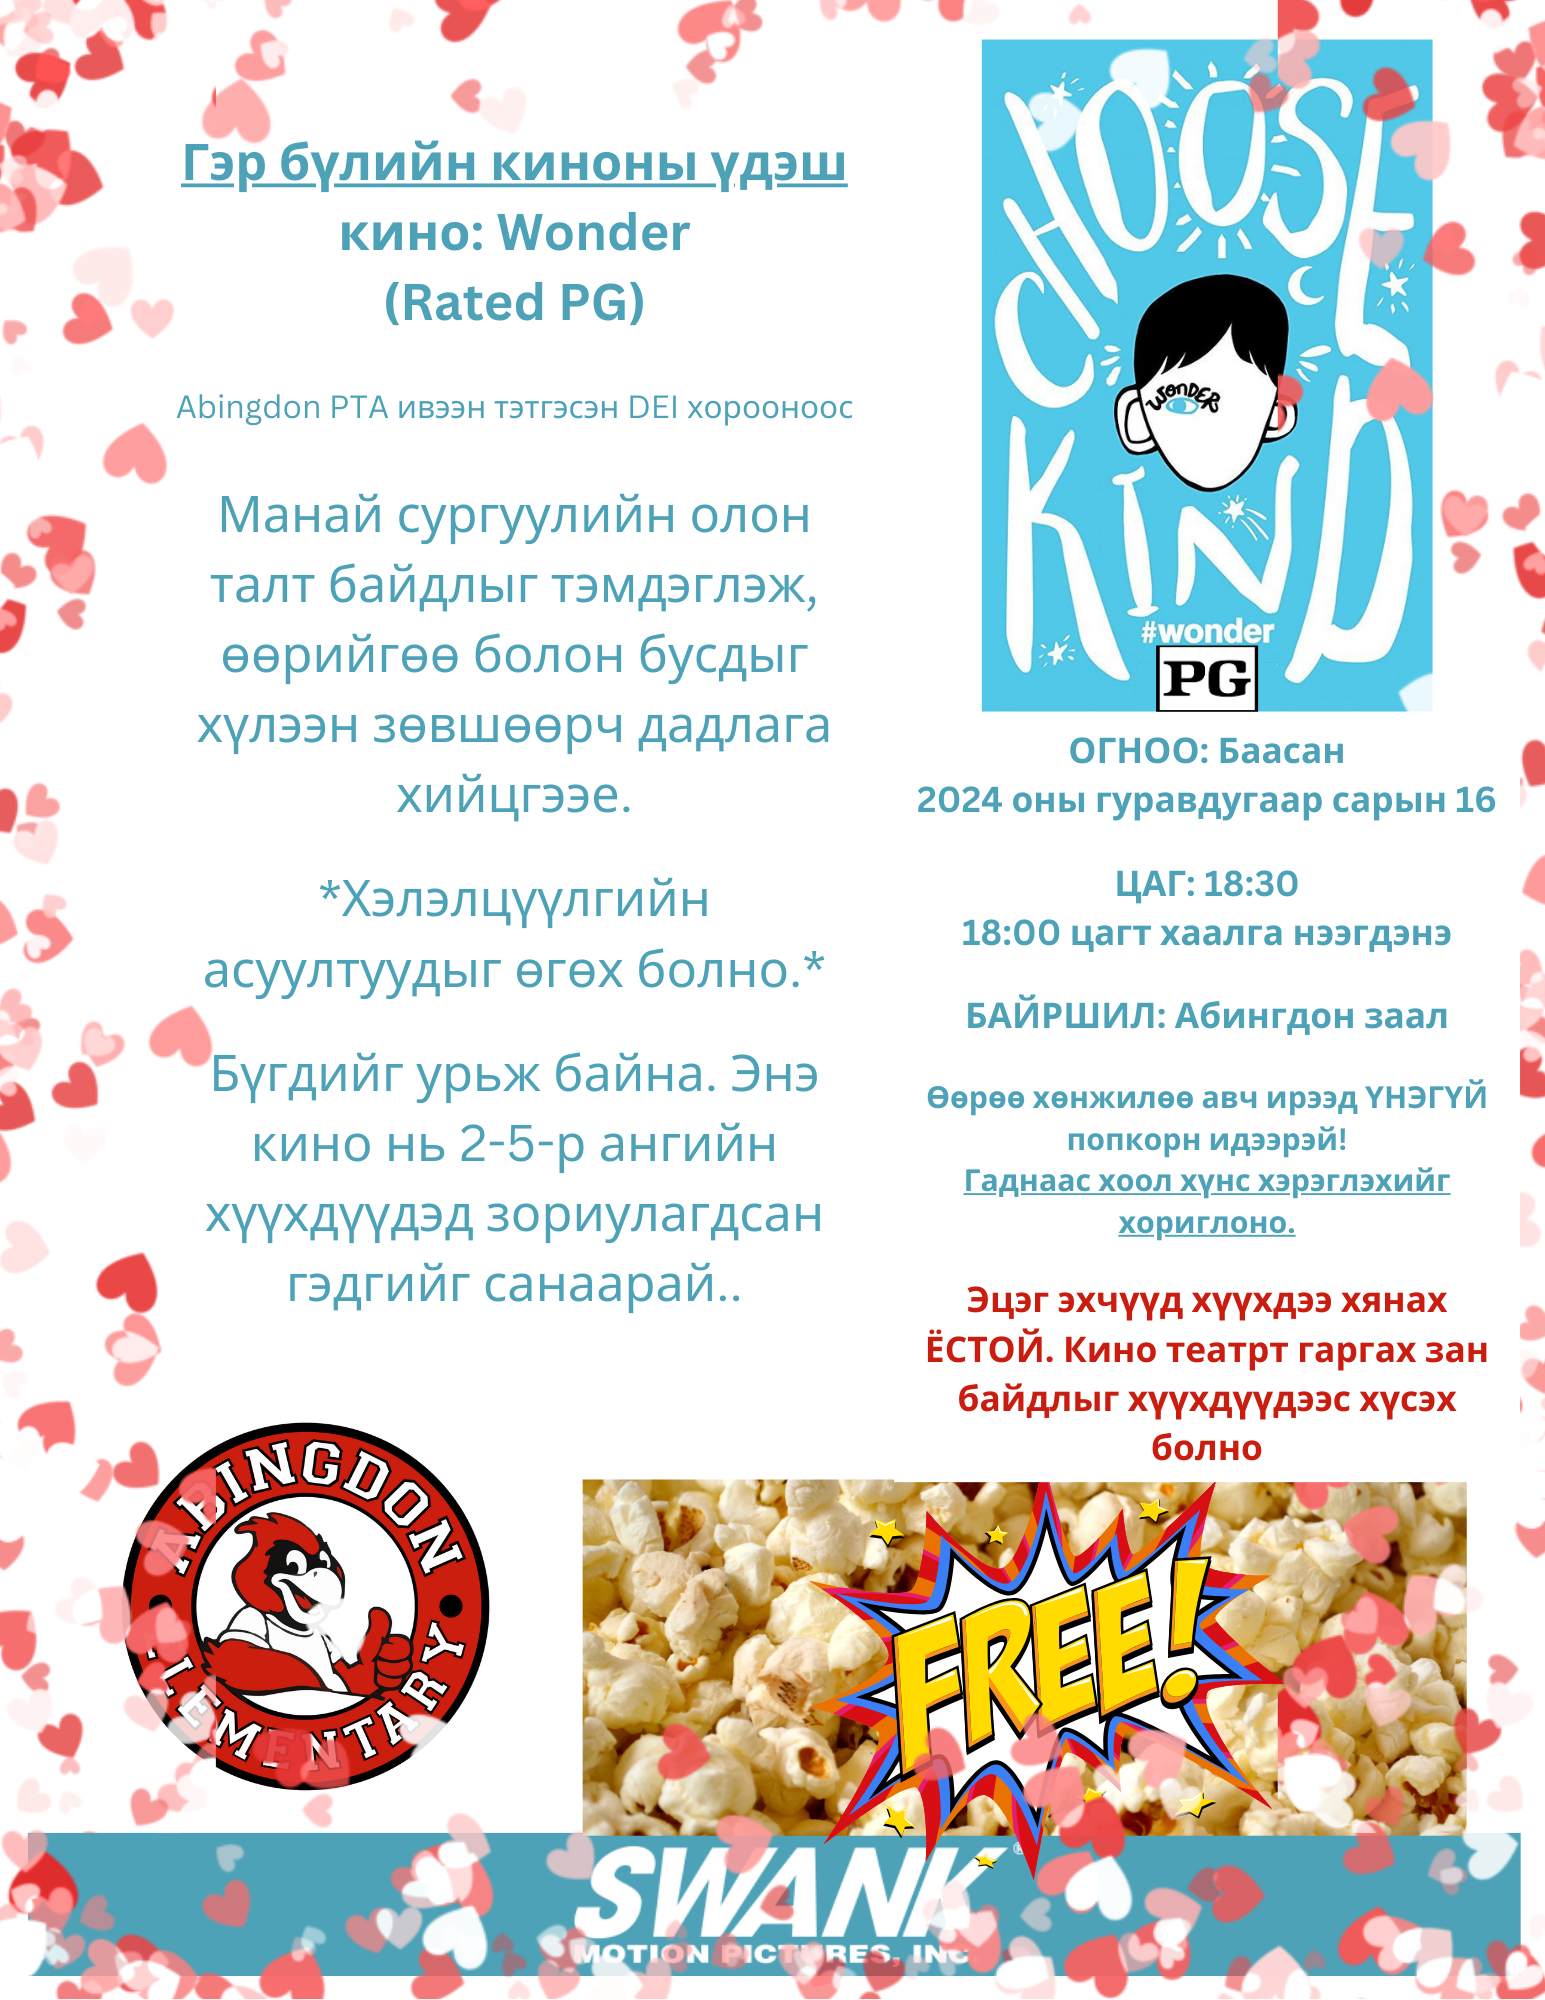 Гэр бүлийн киноны үдэш
кино: Wonder
(Rated PG)
Abingdon PTA ивээн тэтгэсэн DEI хорооноос
Манай сургуулийн олон
талт байдлыг тэмдэглэж,
өөрийгөө болон бусдыг
хүлээн зөвшөөрч дадлага
хийцгээе.
*Хэлэлцүүлгийн
асуултуудыг өгөх болно.*
Бүгдийг урьж байна. Энэ
кино нь 2-5-р ангийн
хүүхдүүдэд зориулагдсан
гэдгийг санаарай..
CHOOSE
WONDER
KIND
#wonder
PG
ОГНОО: Баасан
2024 оны гуравдугаар сарын 16
ЦАГ: 18:30
18:00 цагт хаалга нээгдэнэ
БАЙРШИЛ: Абингдон заал
Өөрөө хөнжилөө авч ирээд ҮНЭГҮЙ
попкорн идээрэй!
Гаднаас хоол хүнс хэрэглэхийг
хориглоно.
Эцэг эхчүүд хүүхдээ хянах
ЁСТОЙ. Кино театрт гаргах зан
байдлыг хүүхдүүдээс хүсэх
болно
ABINGDON
ELEMENTARY
FREE!
SWANK®
MOTION PICTURES, INC